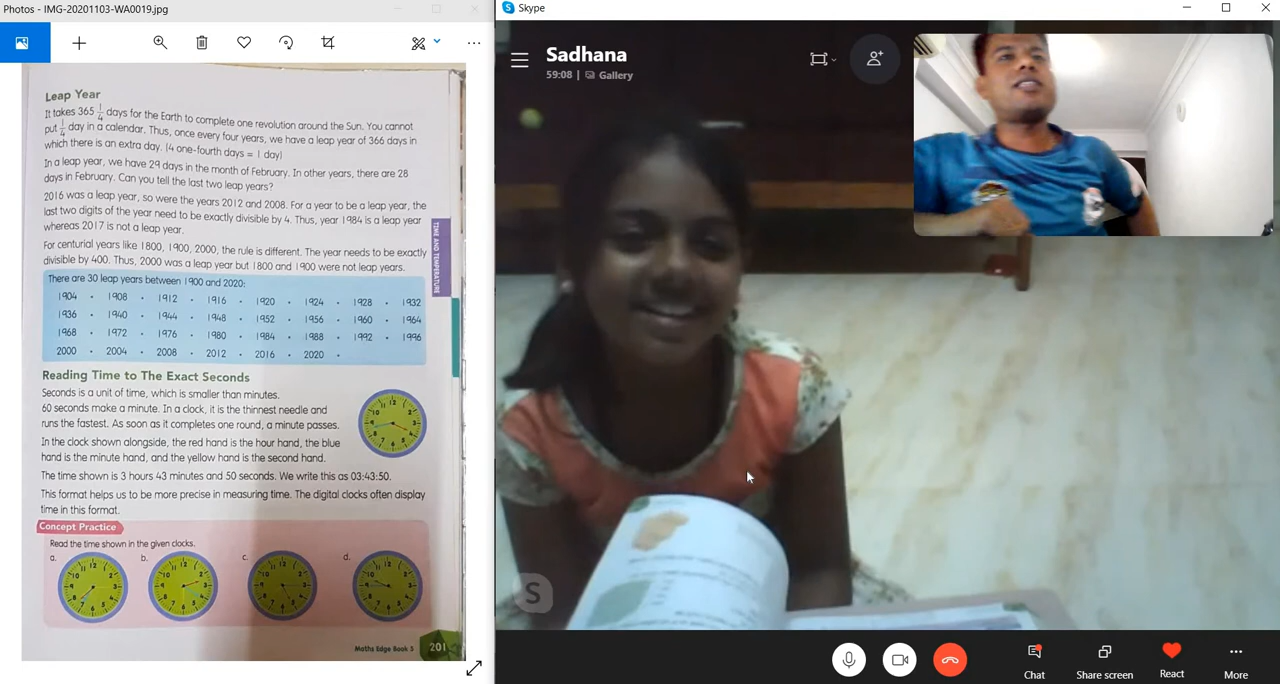 Photos - IMG-20201103-WA0019.jpg
Leap Year
It takes 365 1/4 days for the Earth to complete one revolution around the Sun. You cannot
put 1/4 day in a calendar. Thus, once every four years, we have a leap year of 366 days in
which there is an extra day. (4 one-fourth days = 1 day)
In a leap year, we have 29 days in the month of February. In other years, there are 28
days in February. Can you tell the last two leap years?
2016 was a leap year, so were the years 2012 and 2008. For a year to be a leap year, the
last two digits of the year need to be exactly divisible by 4. Thus, year 1984 is a leap year
whereas 2017 is not a leap year.
For centurial years like 1800, 1900, 2000, the rule is different. The year needs to be exactly
divisible by 400. Thus, 2000 was a leap year but 1800 and 1900 were not leap years.
There are 30 leap years between 1900 and 2020:
1904 • 1908 • 1912 • 1916 • 1920 • 1924 • 1928 • 1932
1936 • 1940 • 1944 • 1948 • 1952 • 1956 • 1960 • 1964
1968 • 1972 • 1976 • 1980 • 1984 • 1988 • 1992 • 1996
2000 • 2004 • 2008 • 2012 • 2016 • 2020 •
TIME AND TEMPERATURE
Reading Time to The Exact Seconds
Seconds is a unit of time, which is smaller than minutes.
60 seconds make a minute. In a clock, it is the thinnest needle and
runs the fastest. As soon as it completes one round, a minute passes.
In the clock shown alongside, the red hand is the hour hand, the blue
hand is the minute hand, and the yellow hand is the second hand.
The time shown is 3 hours 43 minutes and 50 seconds. We write this as 03:43:50.
This format helps us to be more precise in measuring time. The digital clocks often display
time in this format.
Concept Practice
Read the time shown in the given clocks.
a. b. c. d.
Maths Edge Book 3 201
Skype
Sadhana
59:08 | Gallery
S
Chat
Share screen
React
More